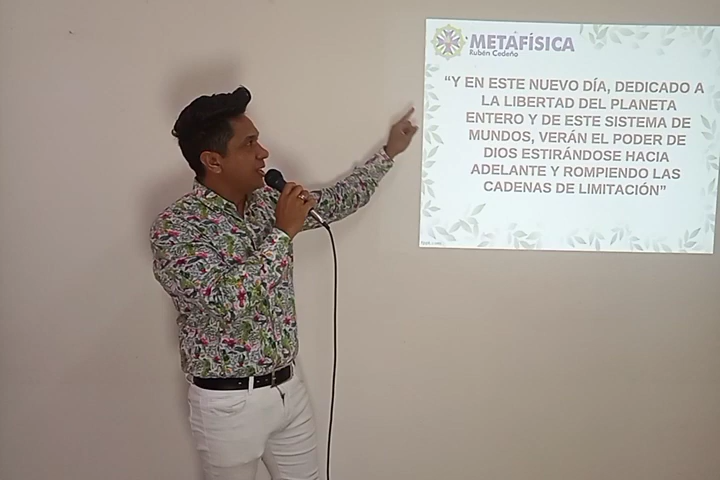 METAFÍSICA
Rubén Cedeño
“Y EN ESTE NUEVO DÍA, DEDICADO A
LA LIBERTAD DEL PLANETA
ENTERO Y DE ESTE SISTEMA DE
MUNDOS, VERÁN EL PODER DE
DIOS ESTIRÁNDOSE HACIA
ADELANTE Y ROMPIENDO LAS
CADENAS DE LIMITACIÓN”